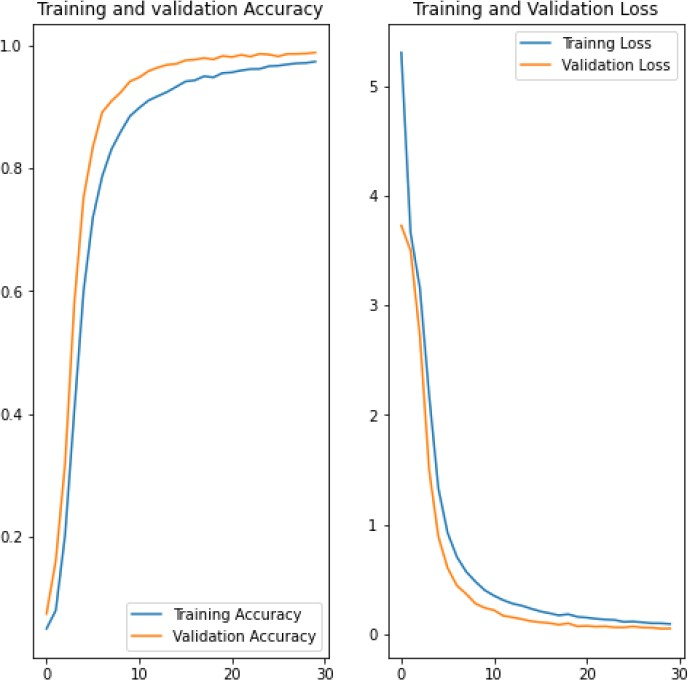 Training and validation Accuracy
1.0
0.8
0.6
0.4
0.2
0 10 20 30
Training Accuracy
Validation Accuracy
Training and Validation Loss
Trainng Loss
Validation Loss
5
4
3
2
1
0
0 10 20 30